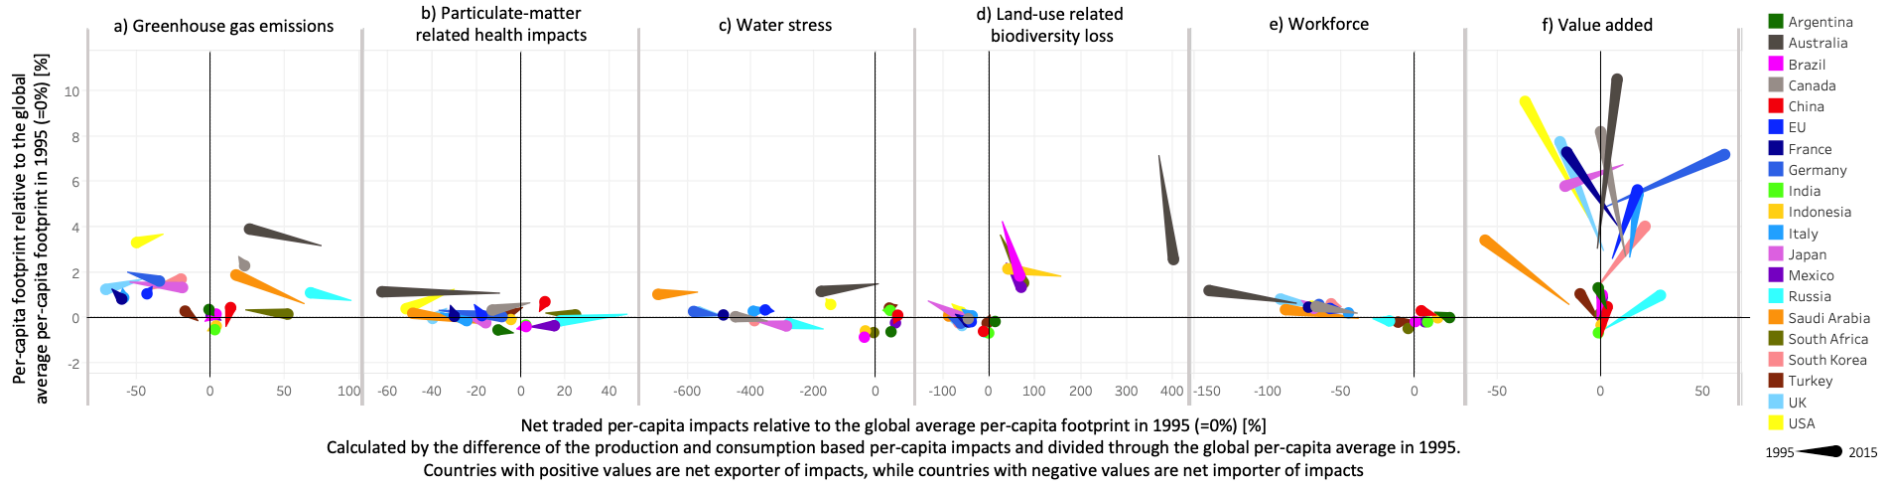 a) Greenhouse gas emissions
b) Particulate-matter
related health impacts
c) Water stress
d) Land-use related
biodiversity loss
e) Workforce
f) Value added
Per-capita footprint relative to the global
average per-capita footprint in 1995 (=0%) [%]
10
8
6
4
2
0
-2
-50 0 50 100
-60 -40 -20 0 20 40
-600 -400 -200 0
-100 0 100 200 300 400
-150 -100 -50 0
-50 0 50
Net traded per-capita impacts relative to the global average per-capita footprint in 1995 (=0%) [%]
Calculated by the difference of the production and consumption based per-capita impacts and divided through the global per-capita average in 1995.
Countries with positive values are net exporter of impacts, while countries with negative values are net importer of impacts
Argentina
Australia
Brazil
Canada
China
EU
France
Germany
India
Indonesia
Italy
Japan
Mexico
Russia
Saudi Arabia
South Africa
South Korea
Turkey
UK
USA
1995 2015